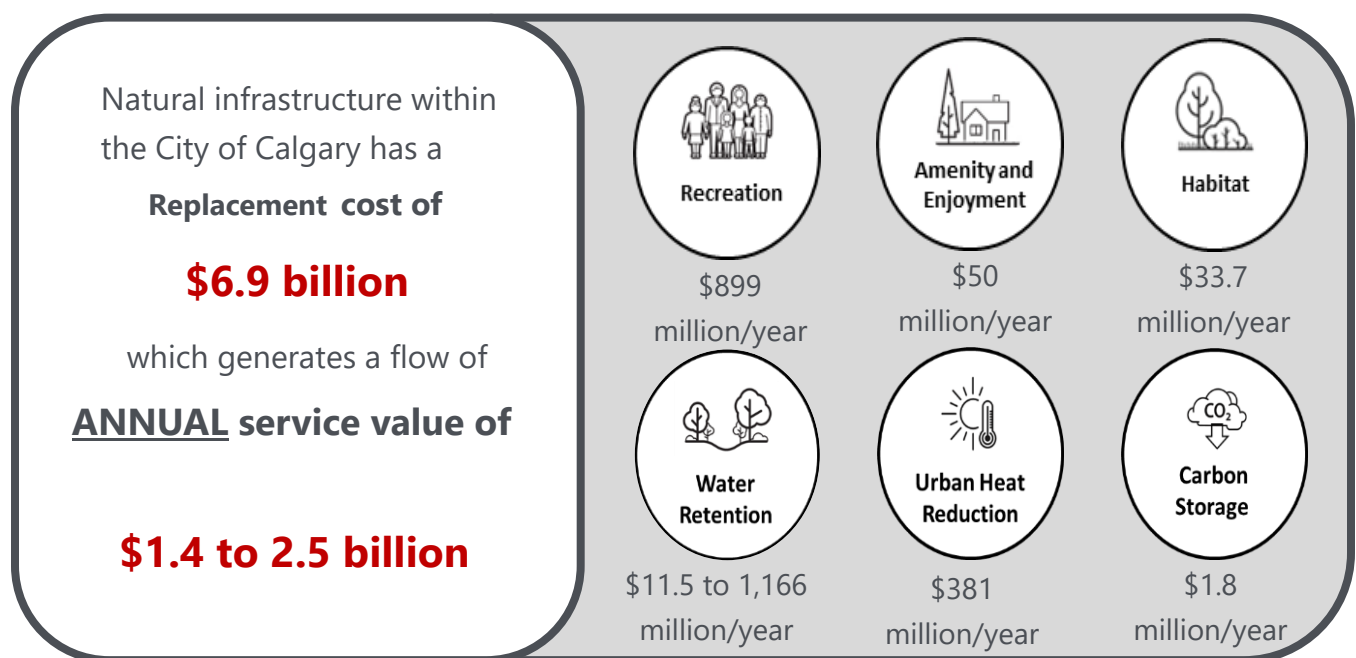 Natural infrastructure within
the City of Calgary has a
Replacement cost of
$6.9 billion
which generates a flow of
ANNUAL service value of
$1.4 to 2.5 billion
Recreation
$899
million/year
Amenity and
Enjoyment
$50
million/year
Habitat
$33.7
million/year
Water
Retention
$11.5 to 1,166
million/year
Urban Heat
Reduction
$381
million/year
CO₂
Carbon
Storage
$1.8
million/year